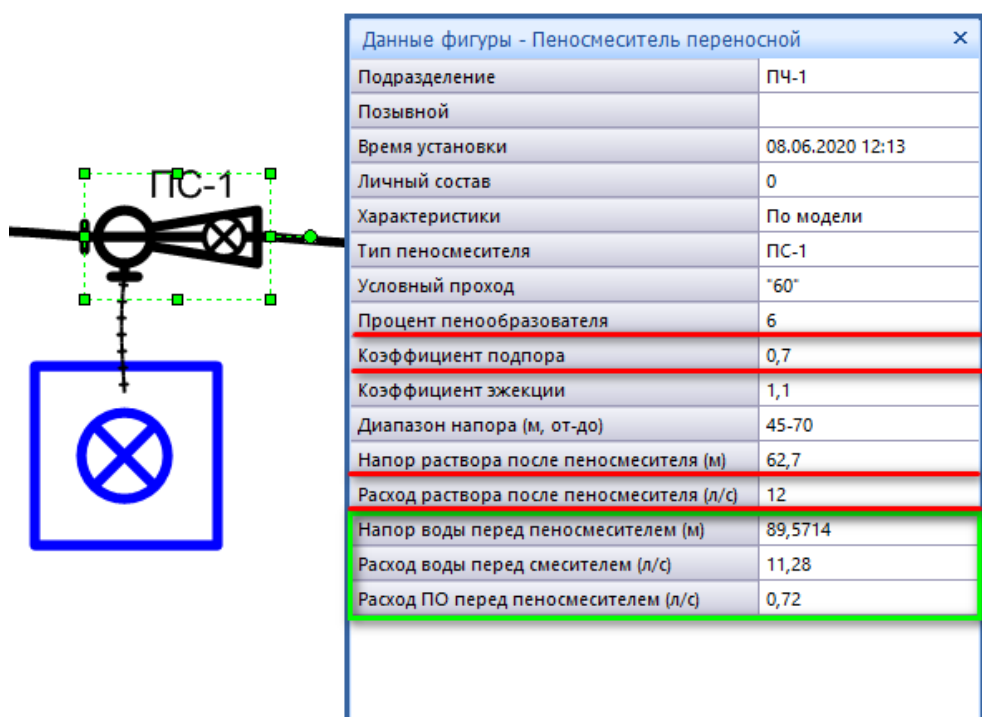 ПС-1
Данные фигуры - Пеносмеситель переносной ×
Подразделение ПЧ-1
Позывной
Время установки 08.06.2020 12:13
Личный состав 0
Характеристики По модели
Тип пеносмесителя ПС-1
Условный проход "60"
Процент пенообразователя 6
Коэффициент подпора 0,7
Коэффициент эжекции 1,1
Диапазон напора (м, от-до) 45-70
Напор раствора после пеносмесителя (м) 62,7
Расход раствора после пеносмесителя (л/с) 12
Напор воды перед пеносмесителем (м) 89,5714
Расход воды перед смесителем (л/с) 11,28
Расход ПО перед пеносмесителем (л/с) 0,72